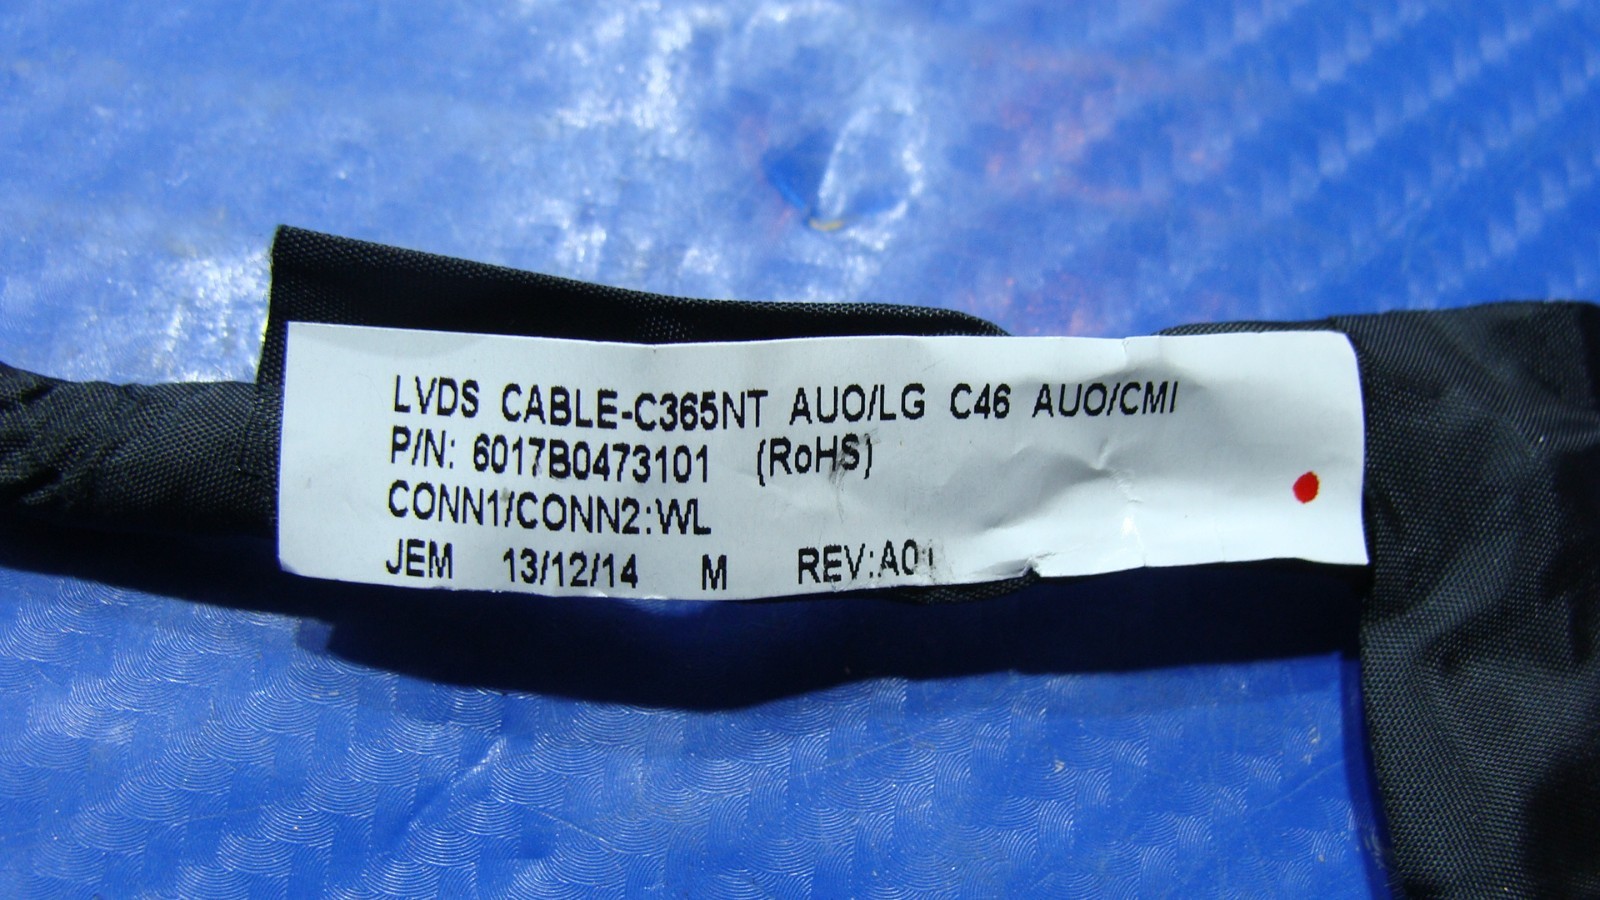 LVDS CABLE-C365NT AUO/LG C46 AUO/CMI
P/N: 6017B0473101 (RoHS)
CONN1/CONN2:WL
JEM 13/12/14 M REV:A01